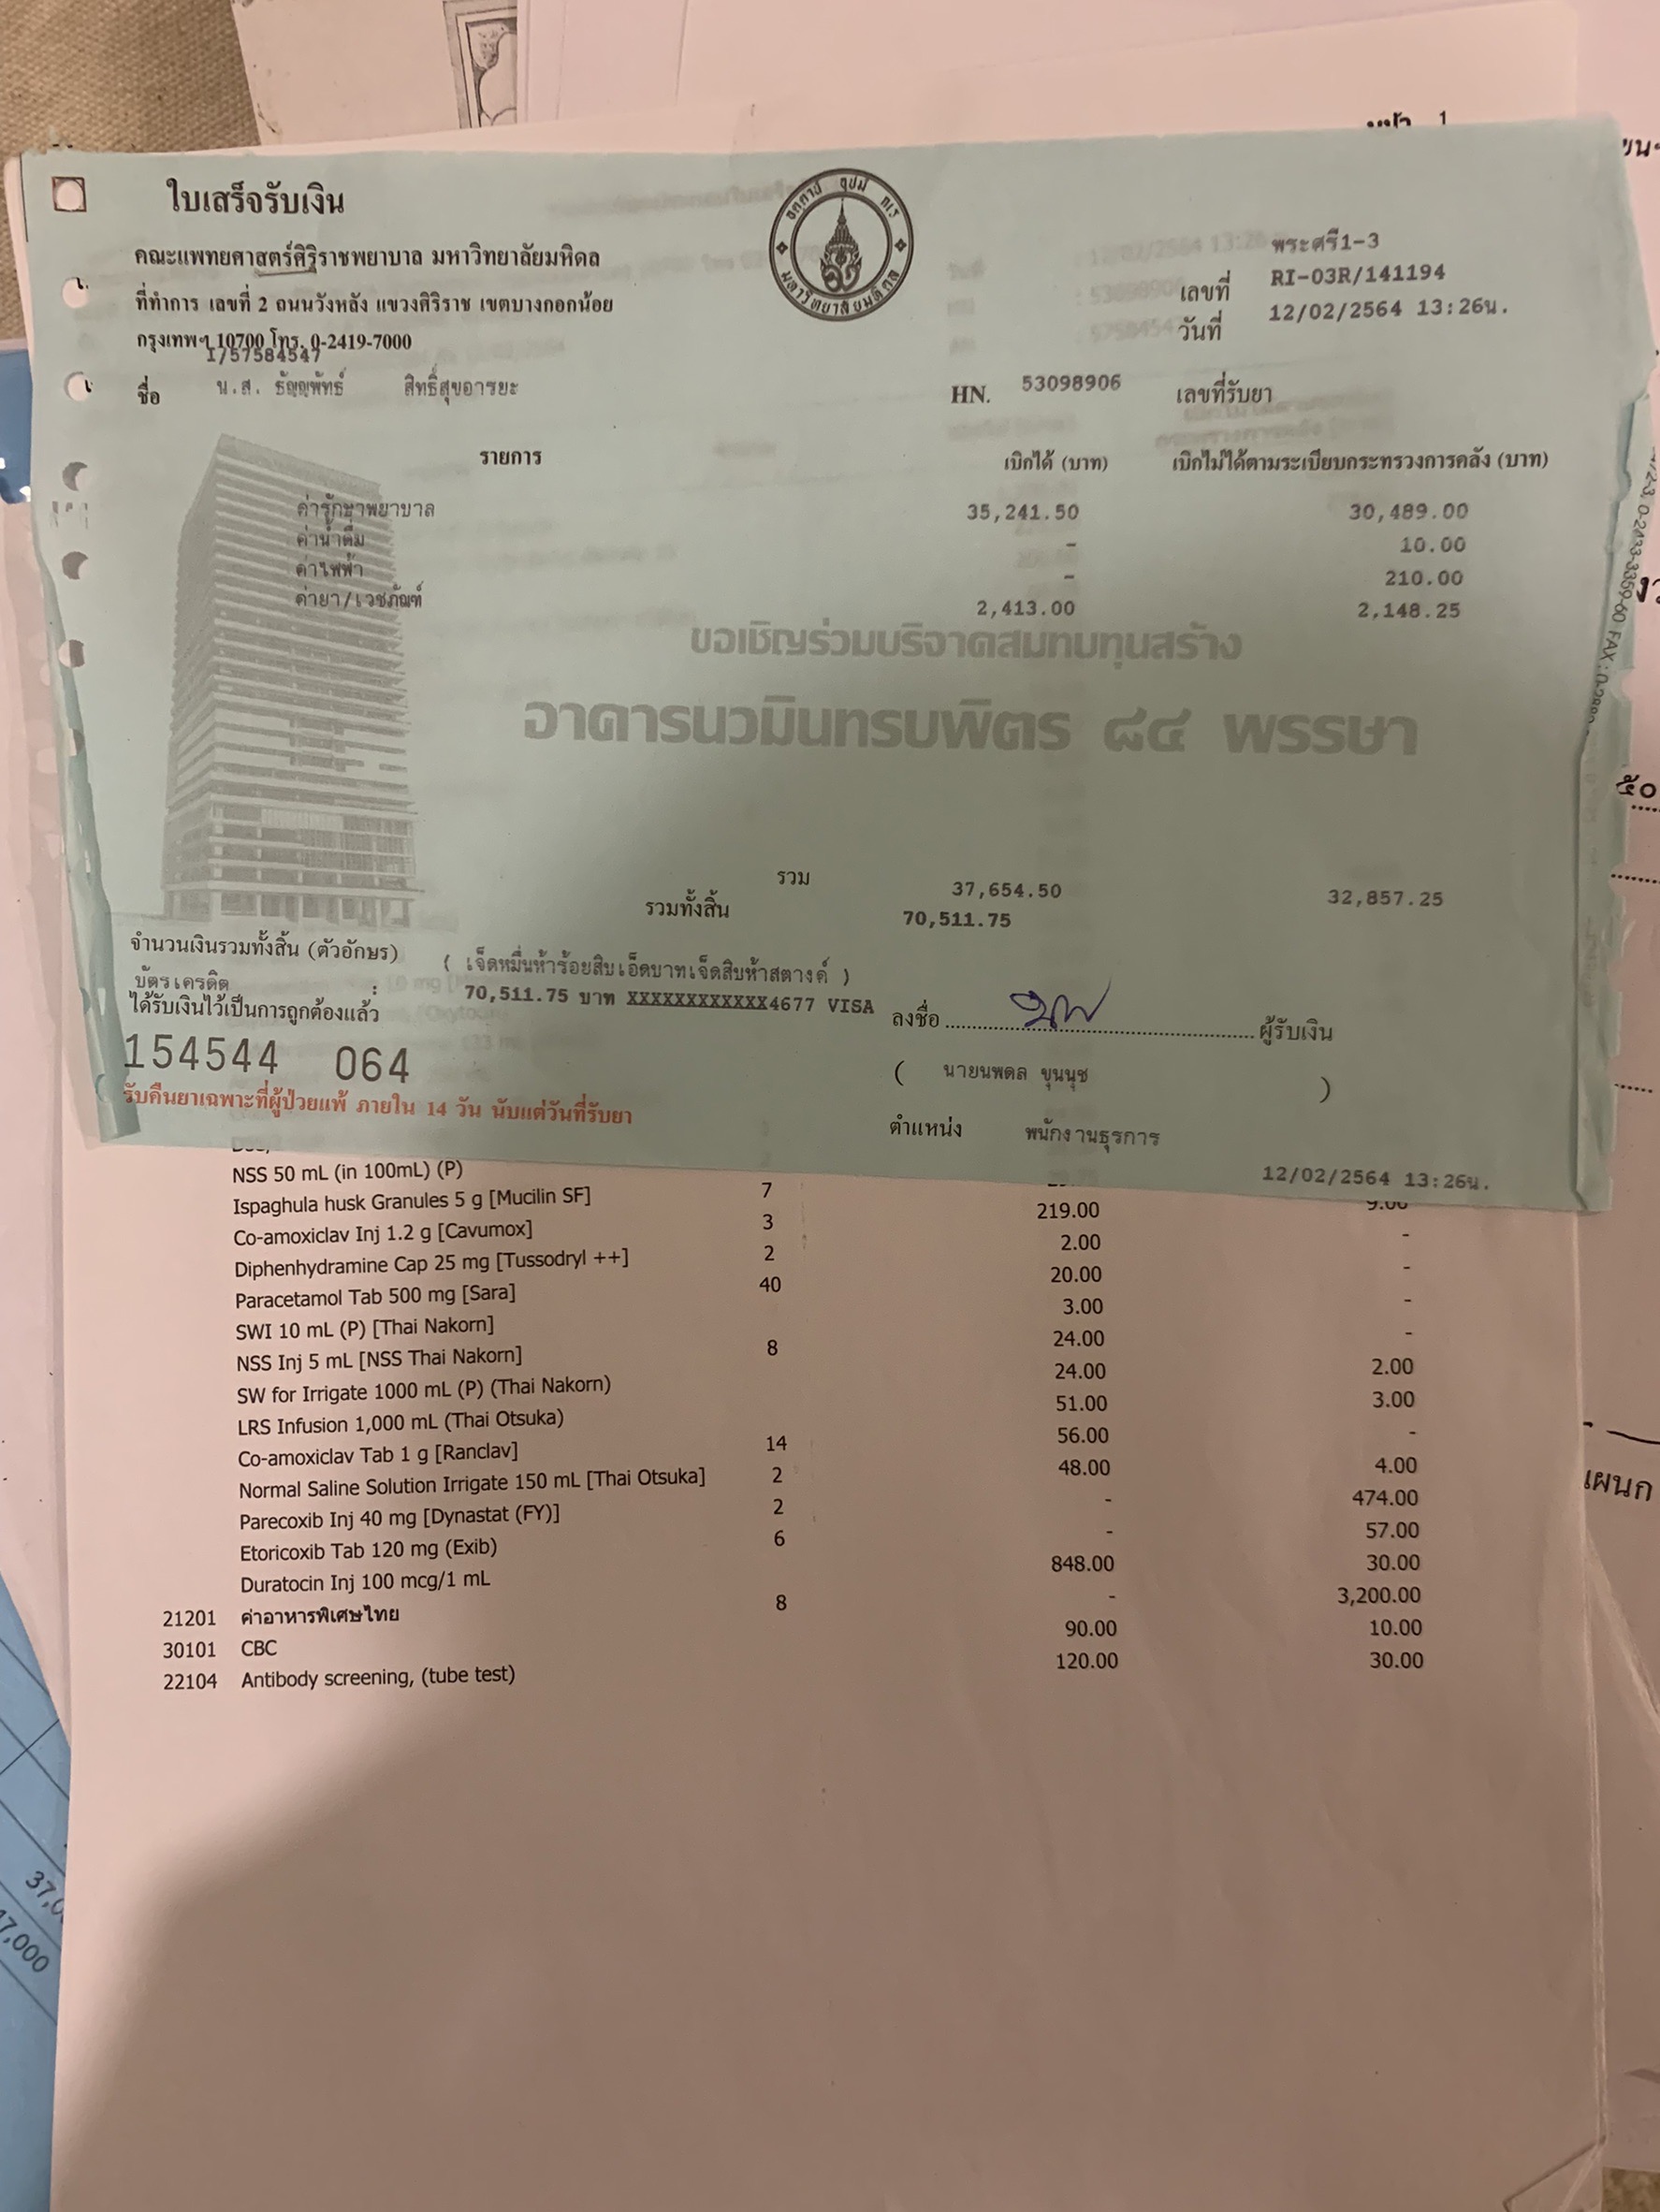 หน้า 1
ใบเสร็จรับเงิน
คณะแพทยศาสตร์ศิริราชพยาบาล มหาวิทยาลัยมหิดล
ที่ทำการ เลขที่ 2 ถนนวังหลัง แขวงศิริราช เขตบางกอกน้อย
กรุงเทพฯ 10700 โทร. 0-2419-7000
มหาวิทยาลัยมหิดล
พระศรี1-3
เลขที่ RI-03R/141194
วันที่ 12/02/2564 13:26น.
I/57584547
ชื่อ น.ส. ธัญญพัทธ์ สิทธิ์สุขอารยะ HN. 53098906 เลขที่รับยา
รายการ เบิกได้ (บาท) เบิกไม่ได้ตามระเบียบกระทรวงการคลัง (บาท)
ค่ารักษาพยาบาล 35,241.50 30,489.00
ค่าน้ำดื่ม - 10.00
ค่าไฟฟ้า - 210.00
ค่ายา/เวชภัณฑ์ 2,413.00 2,148.25
ขอเชิญร่วมบริจาคสมทบทุนสร้าง
อาคารนวมินทรบพิตร ๘๔ พรรษา
รวม 37,654.50 32,857.25
รวมทั้งสิ้น 70,511.75
จำนวนเงินรวมทั้งสิ้น (ตัวอักษร) ( เจ็ดหมื่นห้าร้อยสิบเอ็ดบาทเจ็ดสิบห้าสตางค์ )
บัตรเครดิต : 70,511.75 บาท XXXXXXXXXXXX4677 VISA
ได้รับเงินไว้เป็นการถูกต้องแล้ว
ลงชื่อ ผู้รับเงิน
154544 064
( นายนพดล ขุนนุช )
รับคืนยาเฉพาะที่ผู้ป่วยแพ้ ภายใน 14 วัน นับแต่วันที่รับยา
ตำแหน่ง พนักงานธุรการ
12/02/2564 13:26น.
NSS 50 mL (in 100mL) (P)
Ispaghula husk Granules 5 g [Mucilin SF] 7 219.00 9.00
Co-amoxiclav Inj 1.2 g [Cavumox] 3 2.00 -
Diphenhydramine Cap 25 mg [Tussodryl ++] 2 20.00 -
Paracetamol Tab 500 mg [Sara] 40 3.00 -
SWI 10 mL (P) [Thai Nakorn] 24.00 -
NSS Inj 5 mL [NSS Thai Nakorn] 8 24.00 2.00
SW for Irrigate 1000 mL (P) (Thai Nakorn) 51.00 3.00
LRS Infusion 1,000 mL (Thai Otsuka) 56.00 -
Co-amoxiclav Tab 1 g [Ranclav] 14 48.00 4.00
Normal Saline Solution Irrigate 150 mL [Thai Otsuka] 2 - 474.00
Parecoxib Inj 40 mg [Dynastat (FY)] 2 - 57.00
Etoricoxib Tab 120 mg (Exib) 6 848.00 30.00
Duratocin Inj 100 mcg/1 mL - 3,200.00
21201 ค่าอาหารพิเศษไทย 8 90.00 10.00
30101 CBC 120.00 30.00
22104 Antibody screening, (tube test)
๕๐
แผนก
37,0
7,000